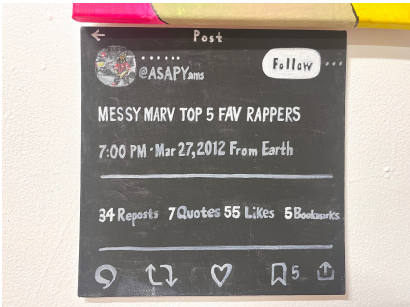 Post
@ASAPYams
Follow
MESSY MARV TOP 5 FAV RAPPERS
7:00 PM · Mar 27, 2012 From Earth
34 Reposts 7 Quotes 55 Likes 5 Bookmarks
5